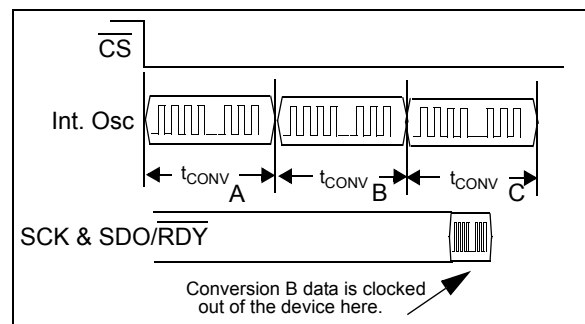 CS
Int. Osc
tCONV A tCONV B tCONV C
SCK & SDO/RDY
Conversion B data is clocked
out of the device here.